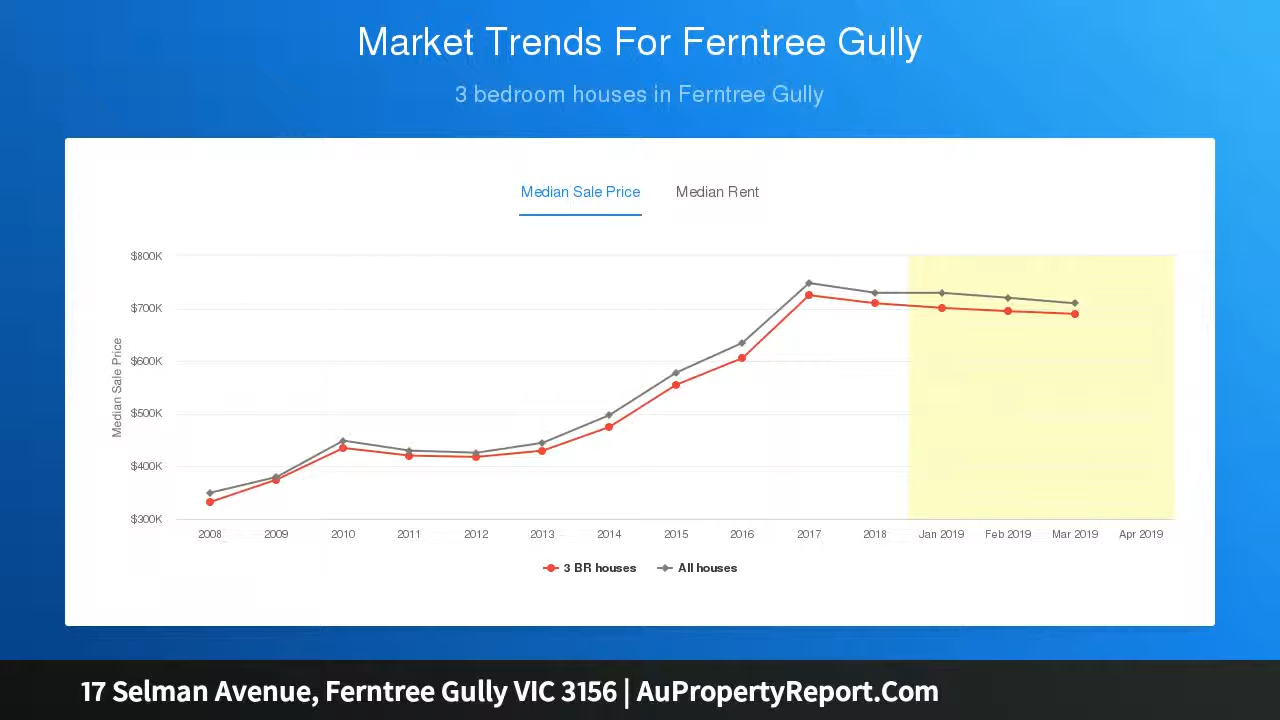 Market Trends For Ferntree Gully
3 bedroom houses in Ferntree Gully
Median Sale Price Median Rent
$800K
$700K
$600K
$500K
$400K
$300K
Median Sale Price
2008 2009 2010 2011 2012 2013 2014 2015 2016 2017 2018 Jan 2019 Feb 2019 Mar 2019 Apr 2019
3 BR houses All houses
17 Selman Avenue, Ferntree Gully VIC 3156 | AuPropertyReport.Com